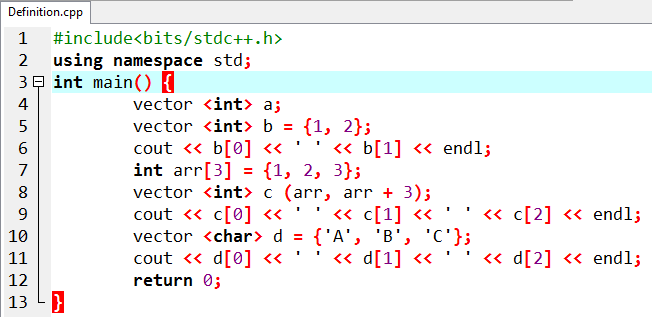 Definition.cpp
1 #include<bits/stdc++.h>
2 using namespace std;
3 int main() {
4 vector <int> a;
5 vector <int> b = {1, 2};
6 cout << b[0] << ' ' << b[1] << endl;
7 int arr[3] = {1, 2, 3};
8 vector <int> c (arr, arr + 3);
9 cout << c[0] << ' ' << c[1] << ' ' << c[2] << endl;
10 vector <char> d = {'A', 'B', 'C'};
11 cout << d[0] << ' ' << d[1] << ' ' << d[2] << endl;
12 return 0;
13 }